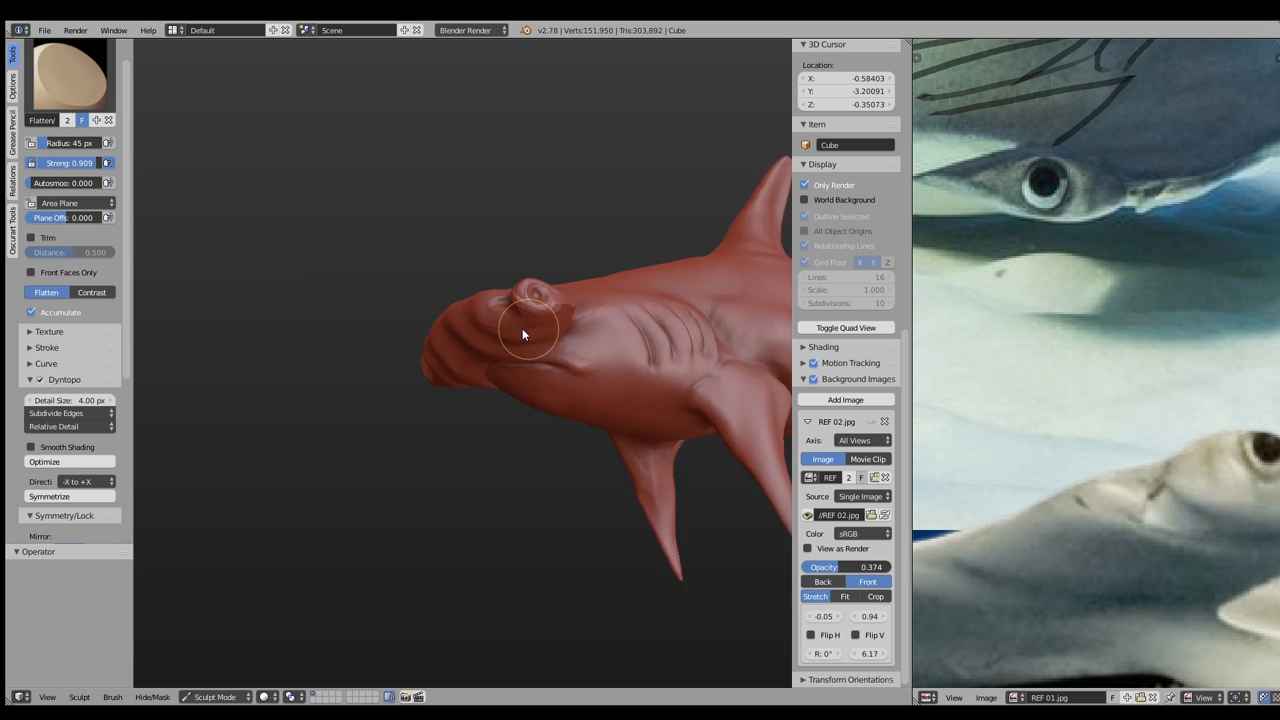 File Render Window Help Default Scene Blender Render v2.78 | Verts:151,950 | Tris:303,892 | Cube
Tools
Options
Grease Pencil
Relations
Oscurart Tools
Flatten/ 2 F
Radius: 45 px
Streng: 0.909
Autosmoo: 0.000
Area Plane
Plane Offs: 0.000
Trim
Distance: 0.500
Front Faces Only
Flatten Contrast
Accumulate
Texture
Stroke
Curve
Dyntopo
Detail Size: 4.00 px
Subdivide Edges
Relative Detail
Smooth Shading
Optimize
Directi -X to +X
Symmetrize
Symmetry/Lock
Mirror:
Operator
3D Cursor
Location:
X: -0.58403
Y: -3.20091
Z: -0.35073
Item
Cube
Display
Only Render
World Background
Outline Selected
All Object Origins
Relationship Lines
Grid Floor X Y Z
Lines: 16
Scale: 1.000
Subdivisions: 10
Toggle Quad View
Shading
Motion Tracking
Background Images
Add Image
REF 02.jpg
Axis: All Views
Image Movie Clip
REF 2 F
Source Single Image
//REF 02.jpg
Color sRGB
View as Render
Opacity: 0.374
Back Front
Stretch Fit Crop
-0.05 0.94
Flip H Flip V
R: 0° 6.17
Transform Orientations
View Sculpt Brush Hide/Mask Sculpt Mode
View Image REF 01.jpg F View